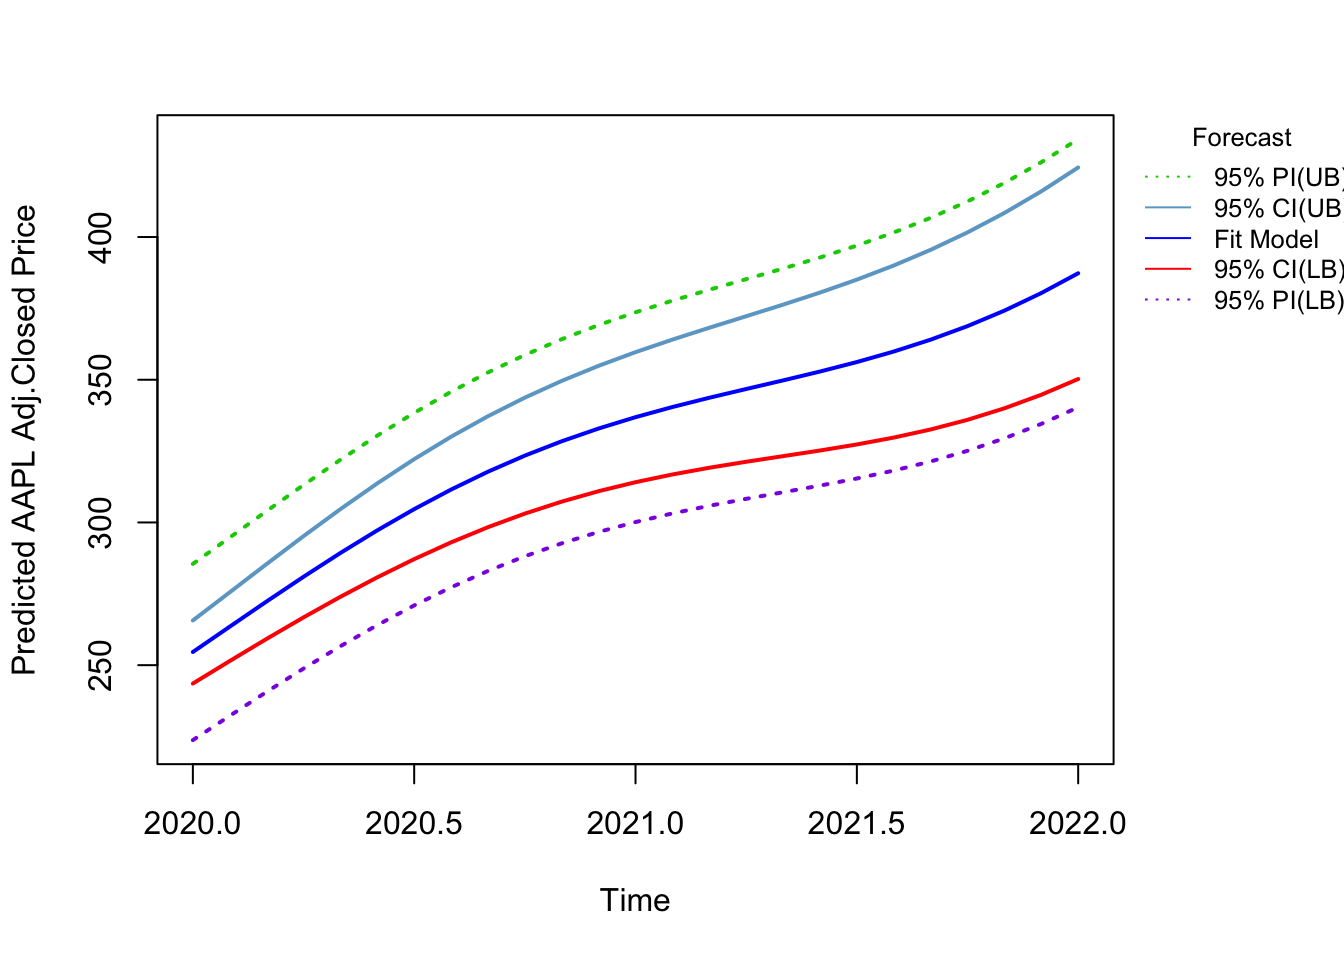 Forecast
95% PI(UB)
95% CI(UB
Fit Model
95% CI(LB)
95% PI(LB)
Predicted AAPL Adj.Closed Price
400
350
300
250
2020.0 2020.5 2021.0 2021.5 2022.0
Time